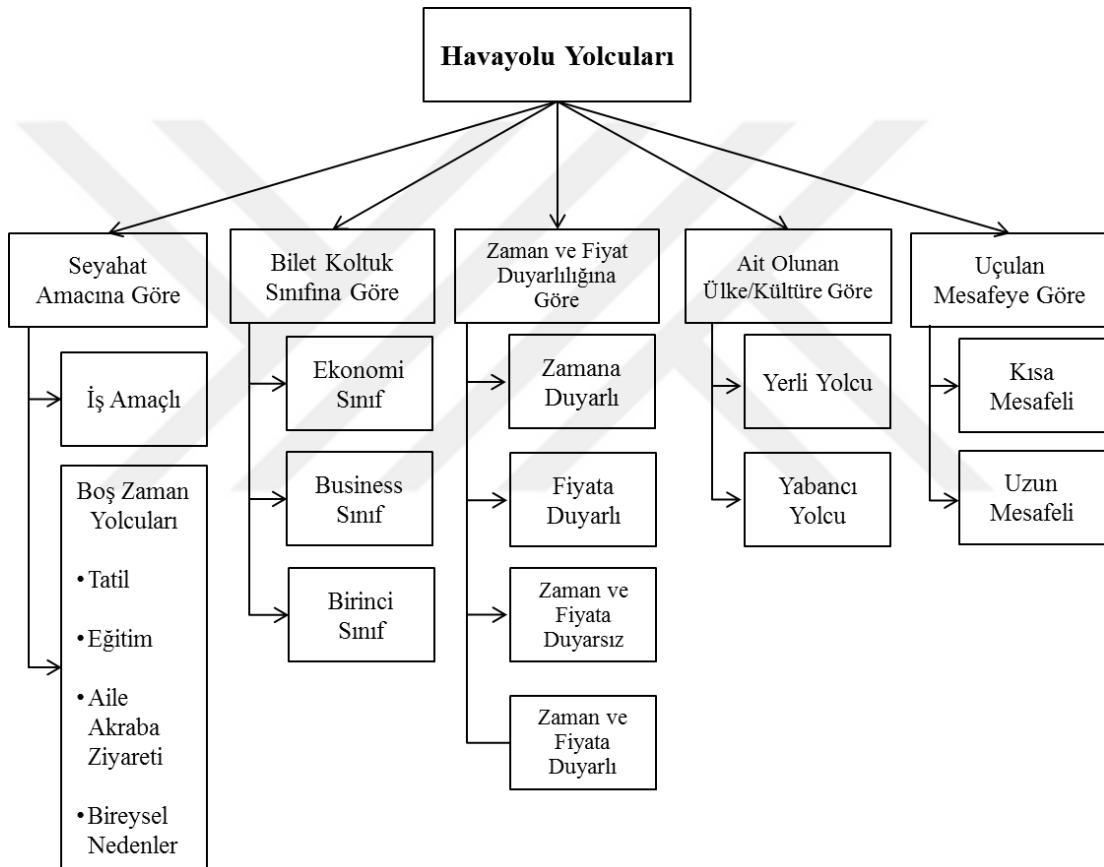 Havayolu Yolcuları
Seyahat
Amacına Göre
İş Amaçlı
Boş Zaman
Yolcuları
•Tatil
•Eğitim
•Aile
Akraba
Ziyareti
•Bireysel
Nedenler
Bilet Koltuk
Sınıfına Göre
Ekonomi
Sınıf
Business
Sınıf
Birinci
Sınıf
Zaman ve Fiyat
Duyarlılığına
Göre
Zamana
Duyarlı
Fiyata
Duyarlı
Zaman ve
Fiyata
Duyarsız
Zaman ve
Fiyata
Duyarlı
Ait Olunan
Ülke/Kültüre Göre
Yerli Yolcu
Yabancı
Yolcu
Uçulan
Mesafeye Göre
Kısa
Mesafeli
Uzun
Mesafeli